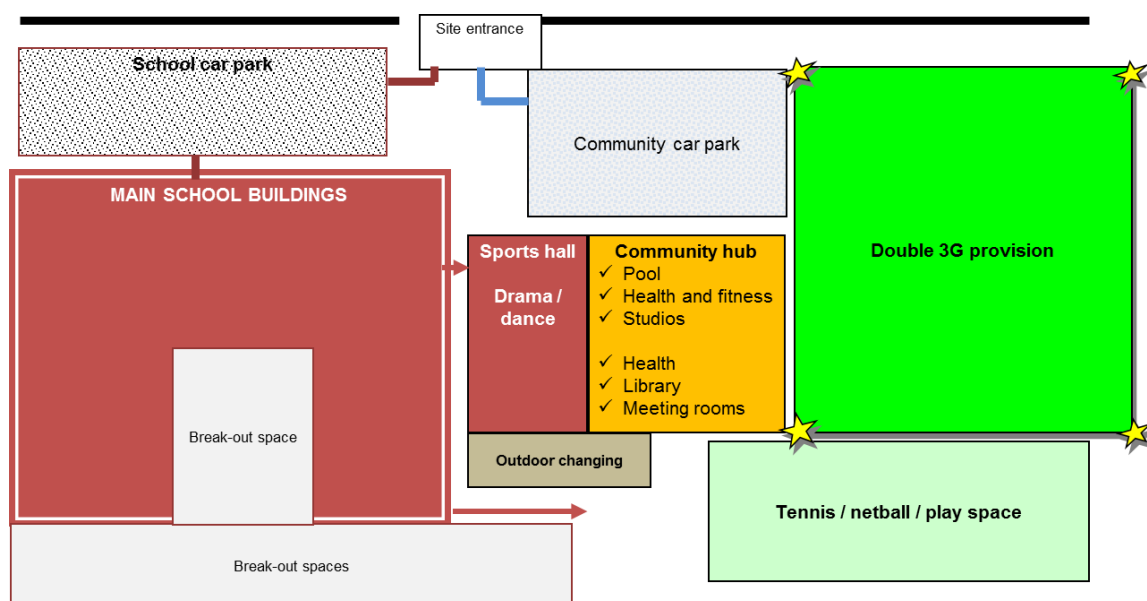 Site entrance
School car park
Community car park
MAIN SCHOOL BUILDINGS
Sports hall
Drama /
dance
Community hub
✓ Pool
✓ Health and fitness
✓ Studios
✓ Health
✓ Library
✓ Meeting rooms
Double 3G provision
Break-out space
Outdoor changing
Tennis / netball / play space
Break-out spaces